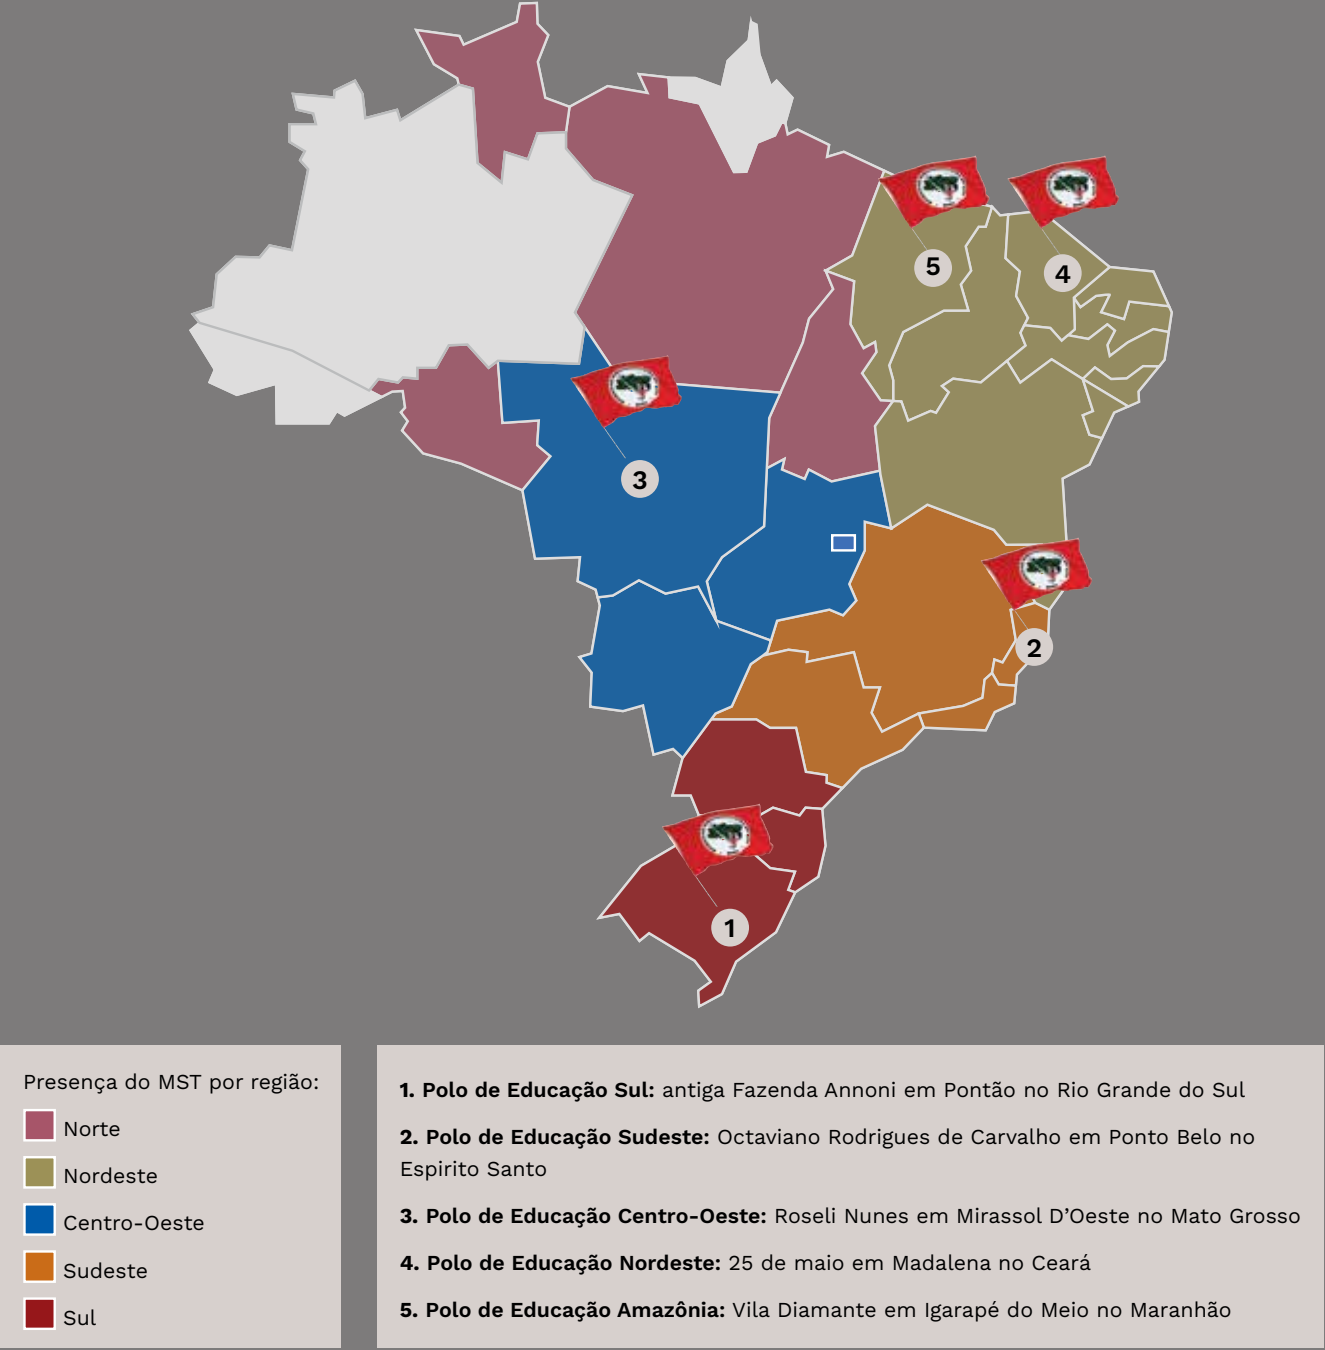 5
4
3
2
1
Presença do MST por região:
Norte
Nordeste
Centro-Oeste
Sudeste
Sul
1. Polo de Educação Sul: antiga Fazenda Annoni em Pontão no Rio Grande do Sul
2. Polo de Educação Sudeste: Octaviano Rodrigues de Carvalho em Ponto Belo no
Espirito Santo
3. Polo de Educação Centro-Oeste: Roseli Nunes em Mirassol D’Oeste no Mato Grosso
4. Polo de Educação Nordeste: 25 de maio em Madalena no Ceará
5. Polo de Educação Amazônia: Vila Diamante em Igarapé do Meio no Maranhão